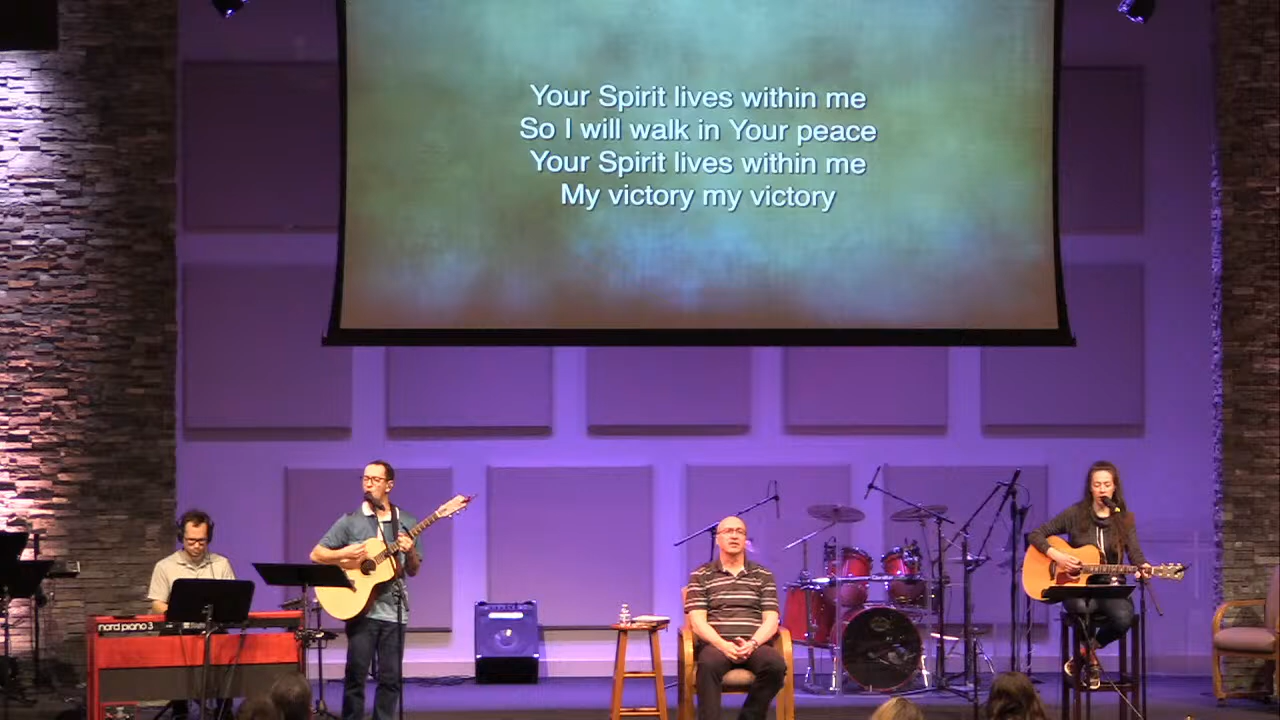 Your Spirit lives within me
So I will walk in Your peace
Your Spirit lives within me
My victory my victory
nord piano 3